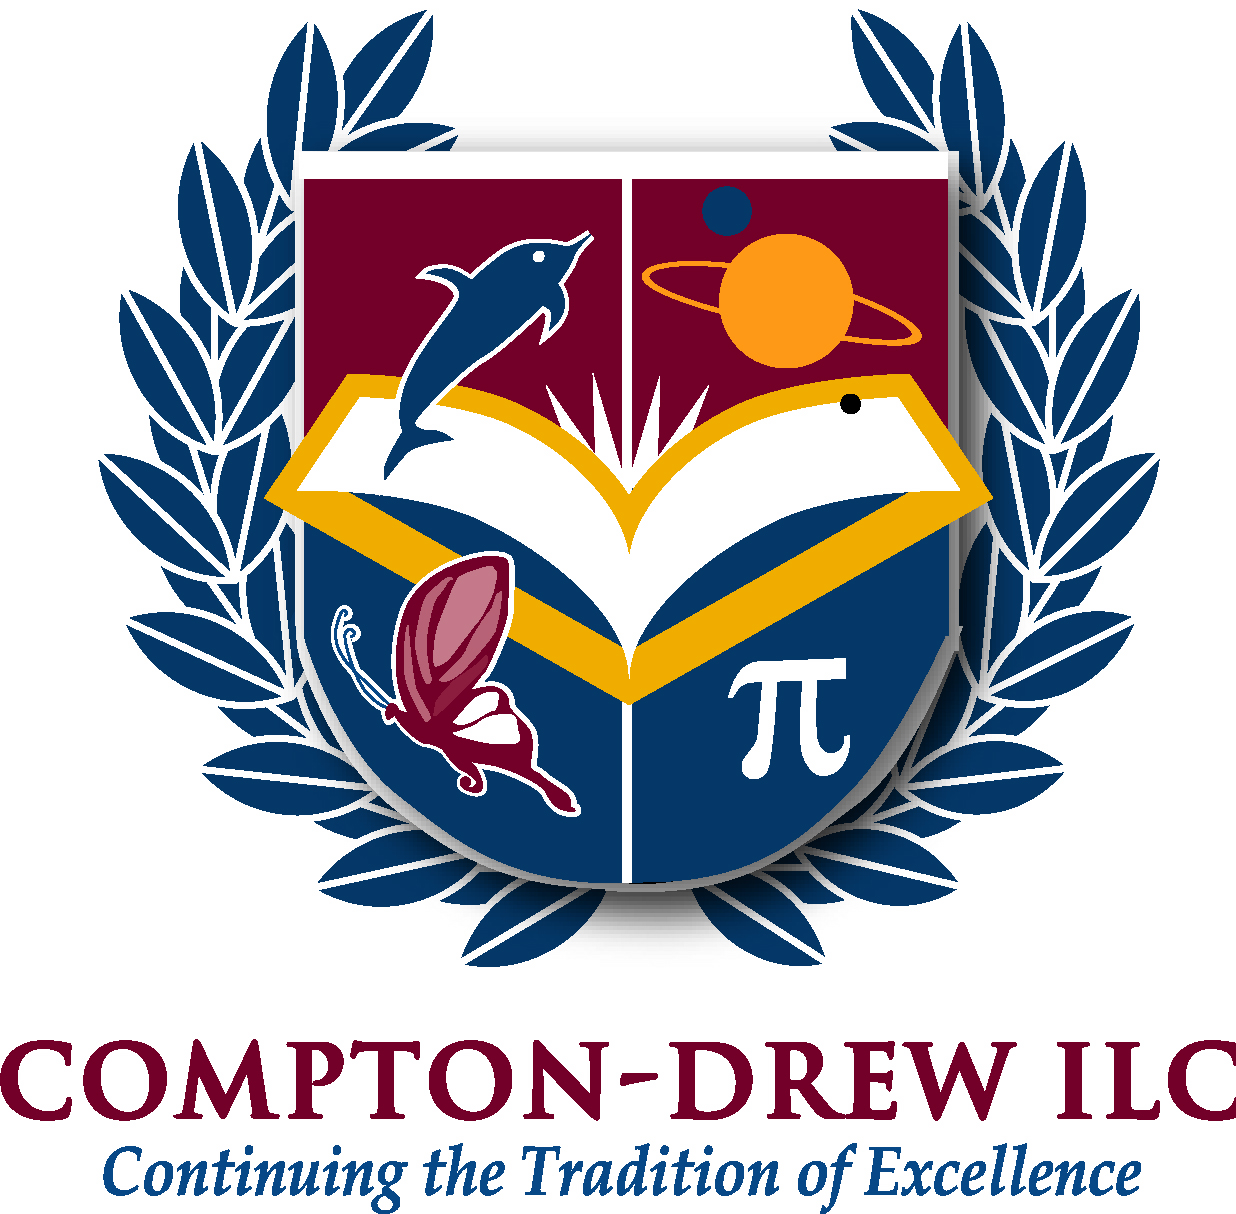 π
COMPTON-DREW ILC
Continuing the Tradition of Excellence